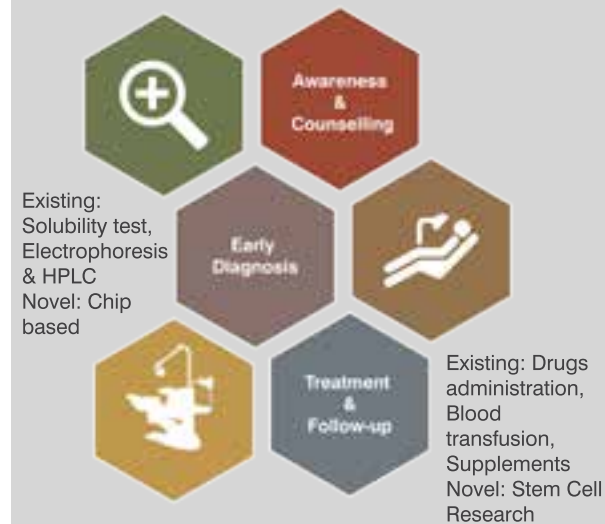 Awareness
&
Counselling
Existing:
Solubility test,
Electrophoresis
& HPLC
Novel: Chip
based
Early
Diagnosis
Treatment
&
Follow-up
Existing: Drugs
administration,
Blood
transfusion,
Supplements
Novel: Stem Cell
Research